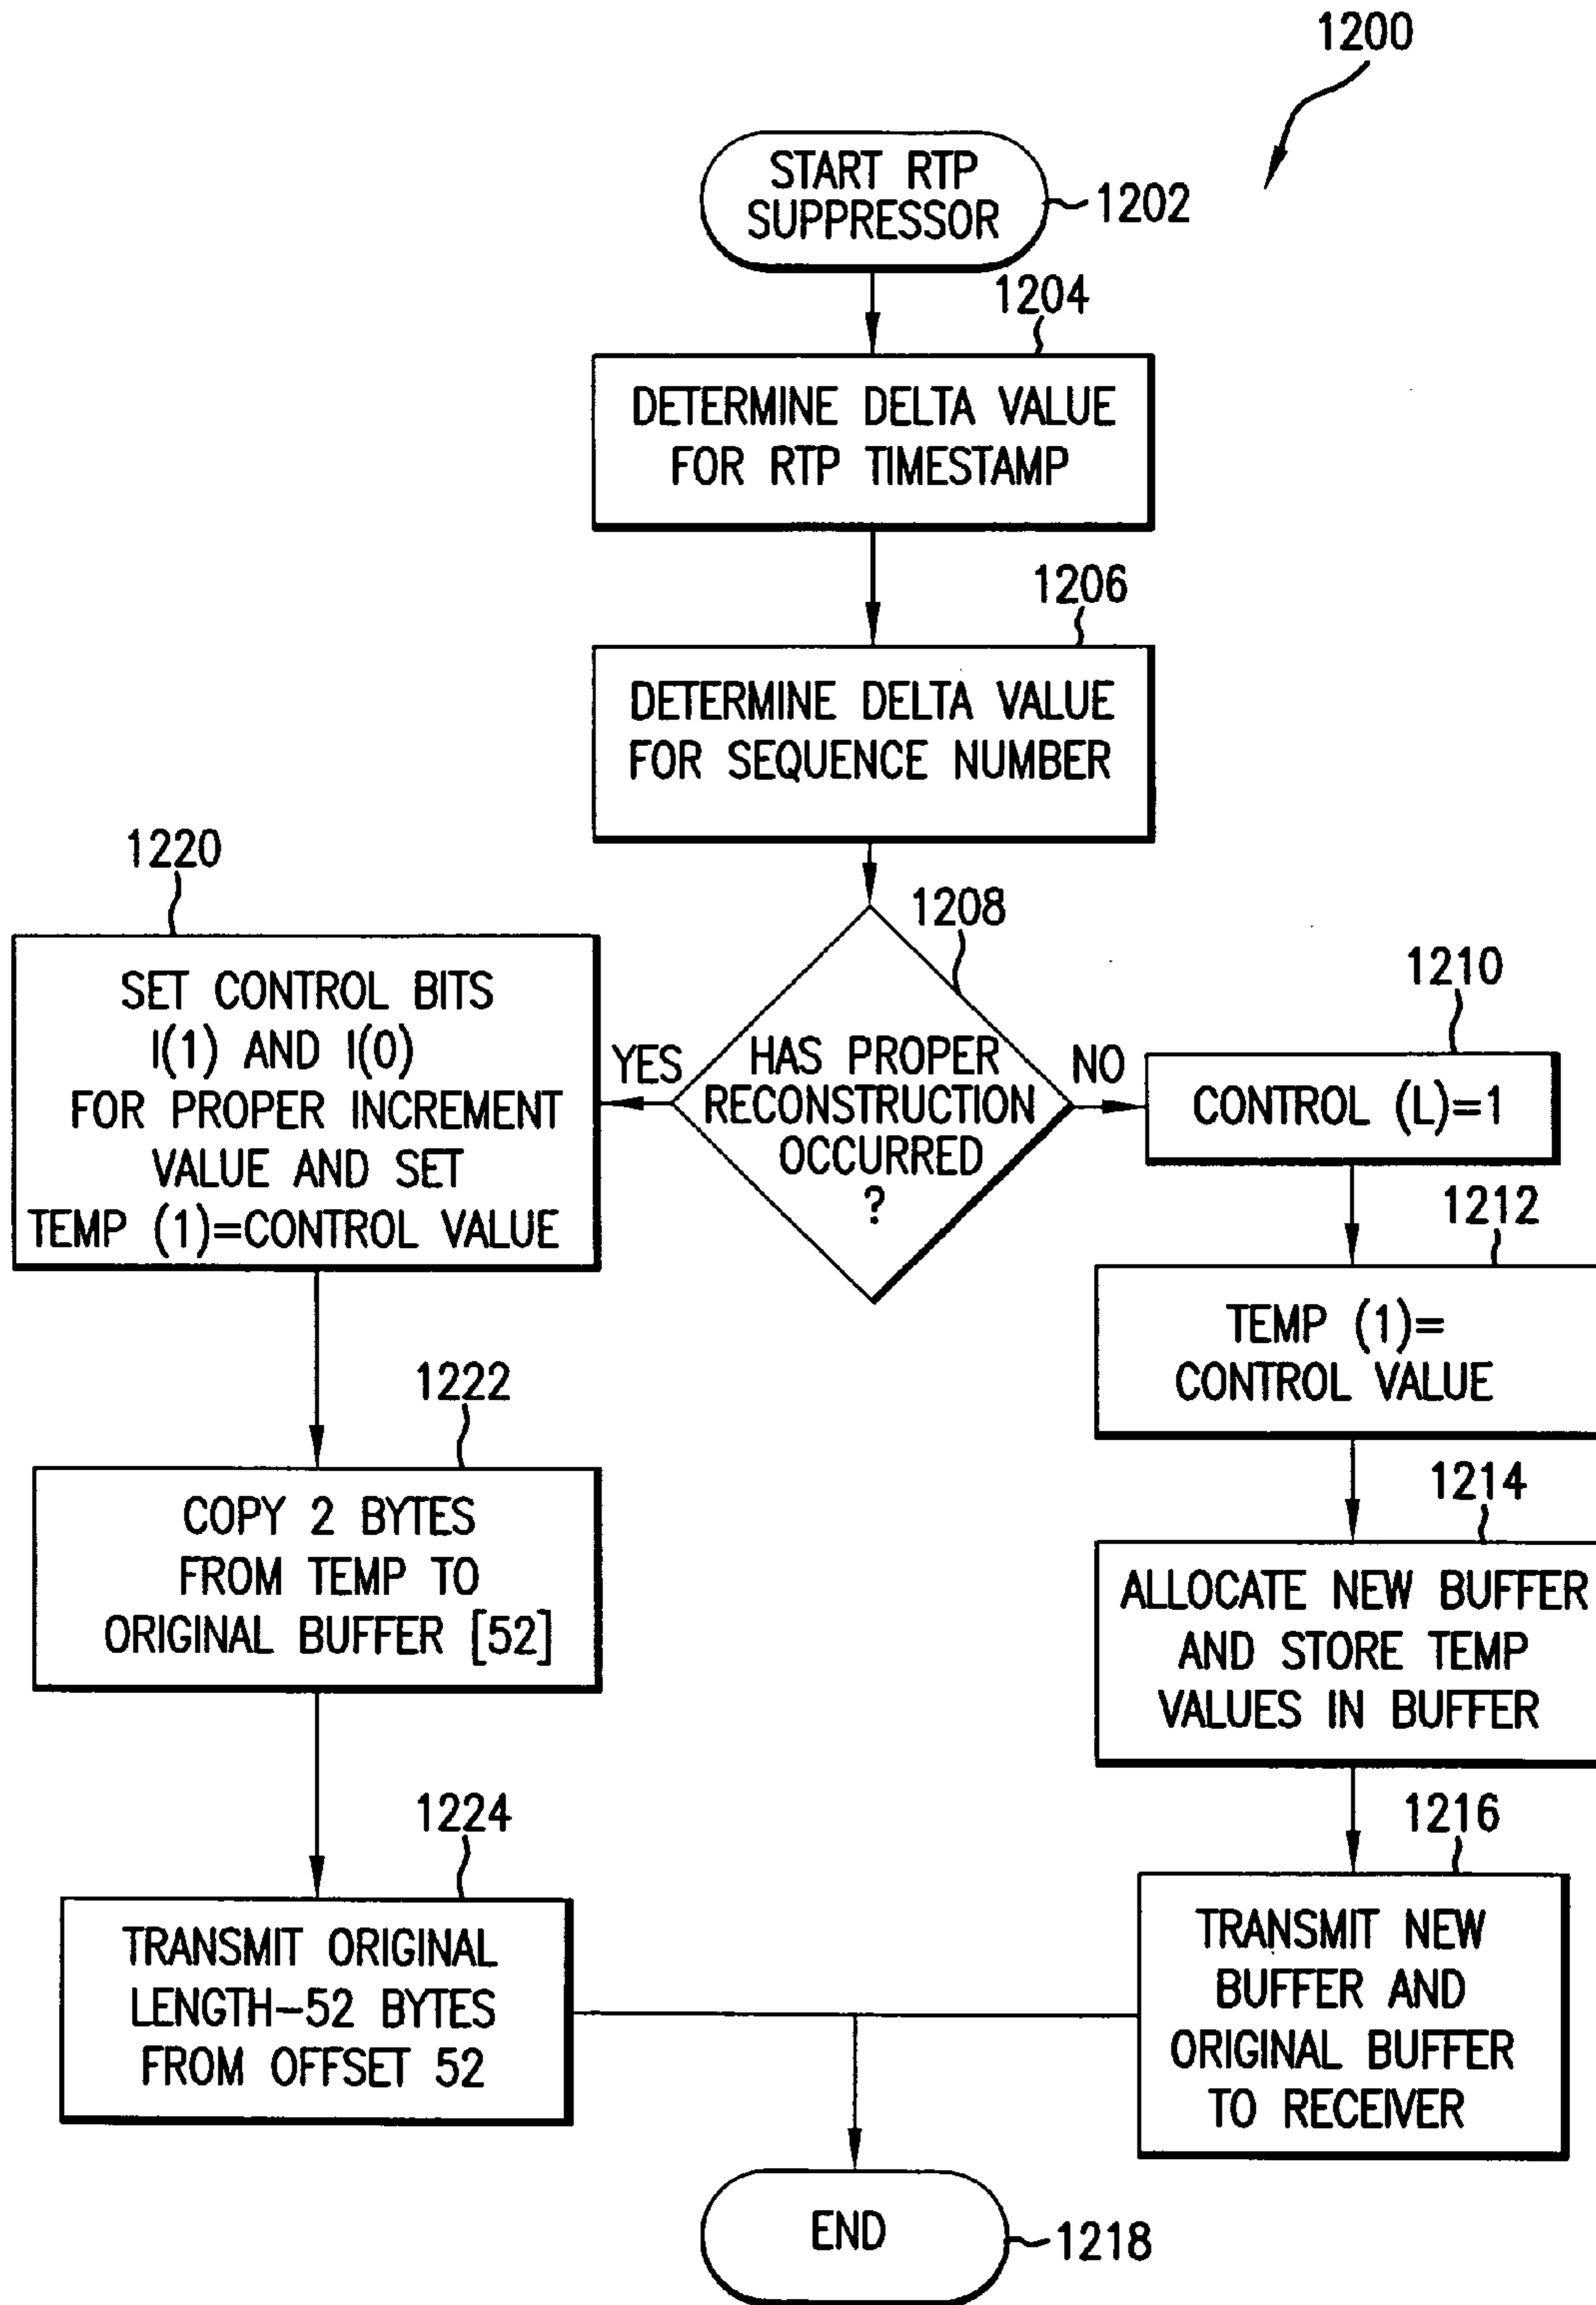 1200
START RTP
SUPPRESSOR
1202
1204
DETERMINE DELTA VALUE
FOR RTP TIMESTAMP
1206
DETERMINE DELTA VALUE
FOR SEQUENCE NUMBER
1208
HAS PROPER
RECONSTRUCTION
OCCURRED
?
YES
NO
1220
SET CONTROL BITS
I(1) AND I(0)
FOR PROPER INCREMENT
VALUE AND SET
TEMP (1)=CONTROL VALUE
1222
COPY 2 BYTES
FROM TEMP TO
ORIGINAL BUFFER [52]
1224
TRANSMIT ORIGINAL
LENGTH-52 BYTES
FROM OFFSET 52
1210
CONTROL (L)=1
1212
TEMP (1)=
CONTROL VALUE
1214
ALLOCATE NEW BUFFER
AND STORE TEMP
VALUES IN BUFFER
1216
TRANSMIT NEW
BUFFER AND
ORIGINAL BUFFER
TO RECEIVER
END
1218